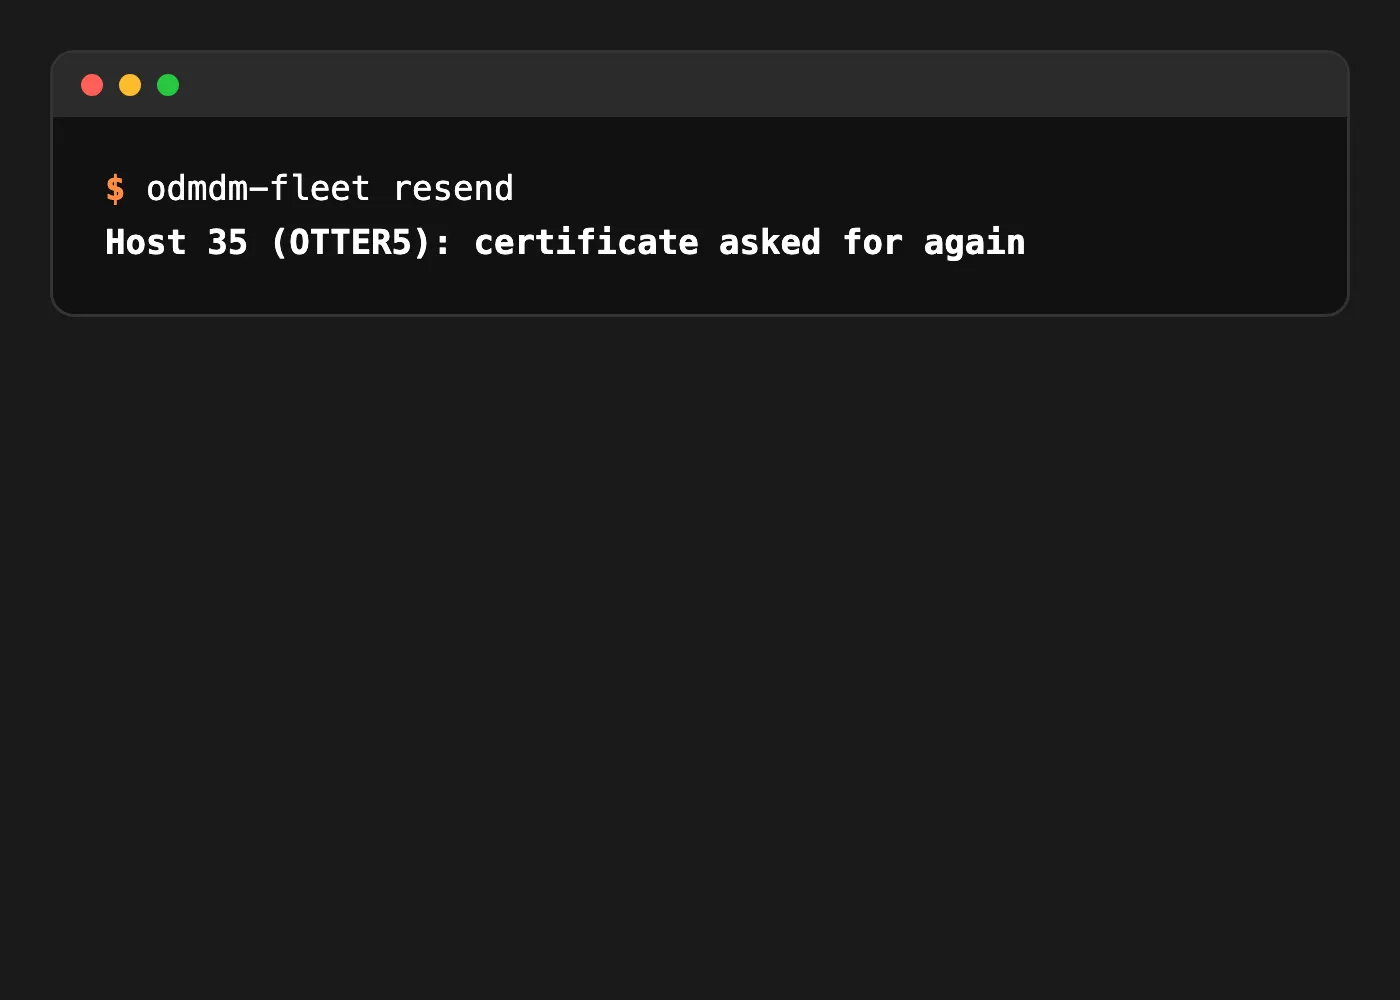 $ odmdm-fleet resend
Host 35 (OTTER5): certificate asked for again